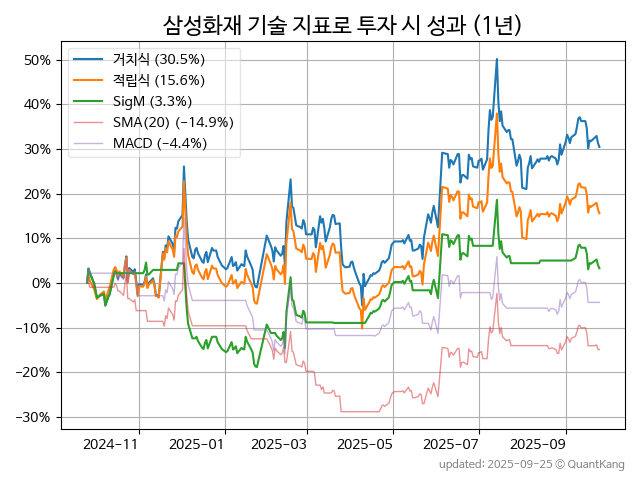 삼성화재 기술 지표로 투자 시 성과 (1년)
거치식 (30.5%)
적립식 (15.6%)
SigM (3.3%)
SMA(20) (−14.9%)
MACD (−4.4%)
50%
40%
30%
20%
10%
0%
−10%
−20%
−30%
2024-11 2025-01 2025-03 2025-05 2025-07 2025-09
updated: 2025-09-25 ⓒ QuantKang